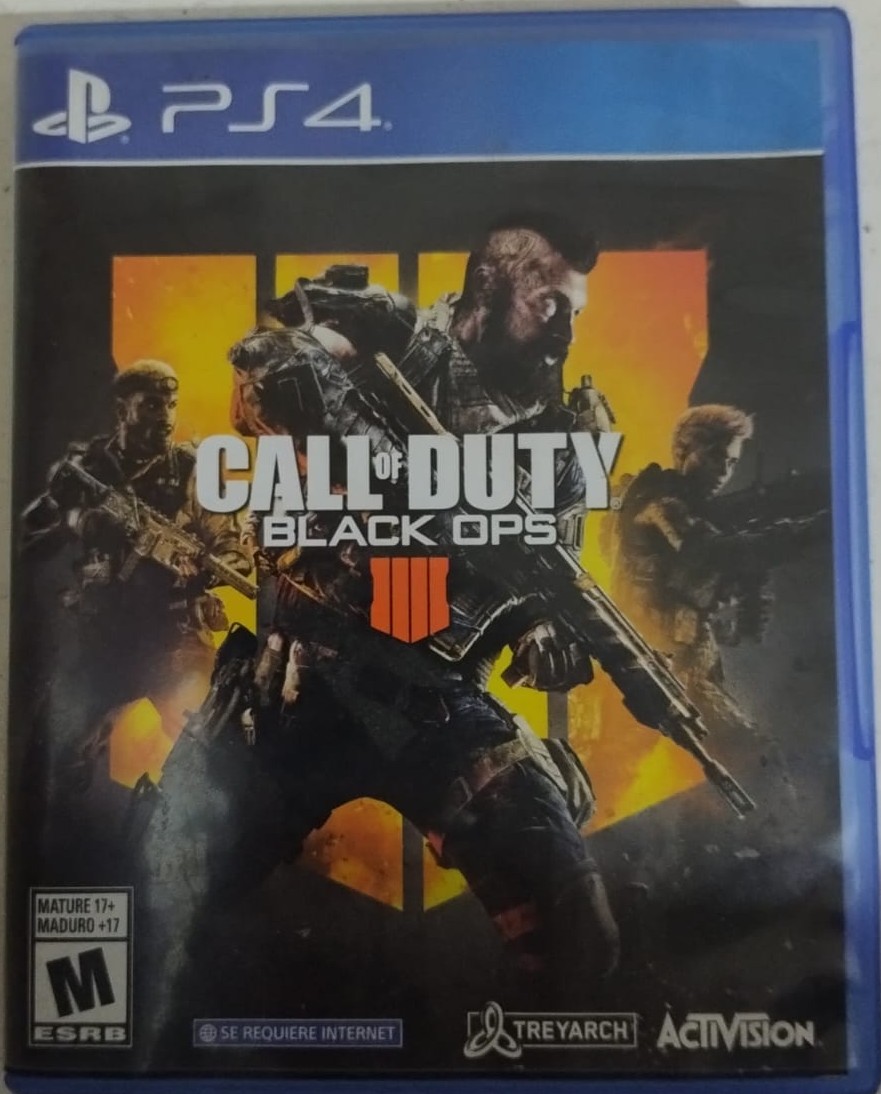 PS4
CALL OF DUTY
BLACK OPS
IIII
MATURE 17+
MADURO +17
M
ESRB
SE REQUIERE INTERNET
TREYARCH
ACTIVISION